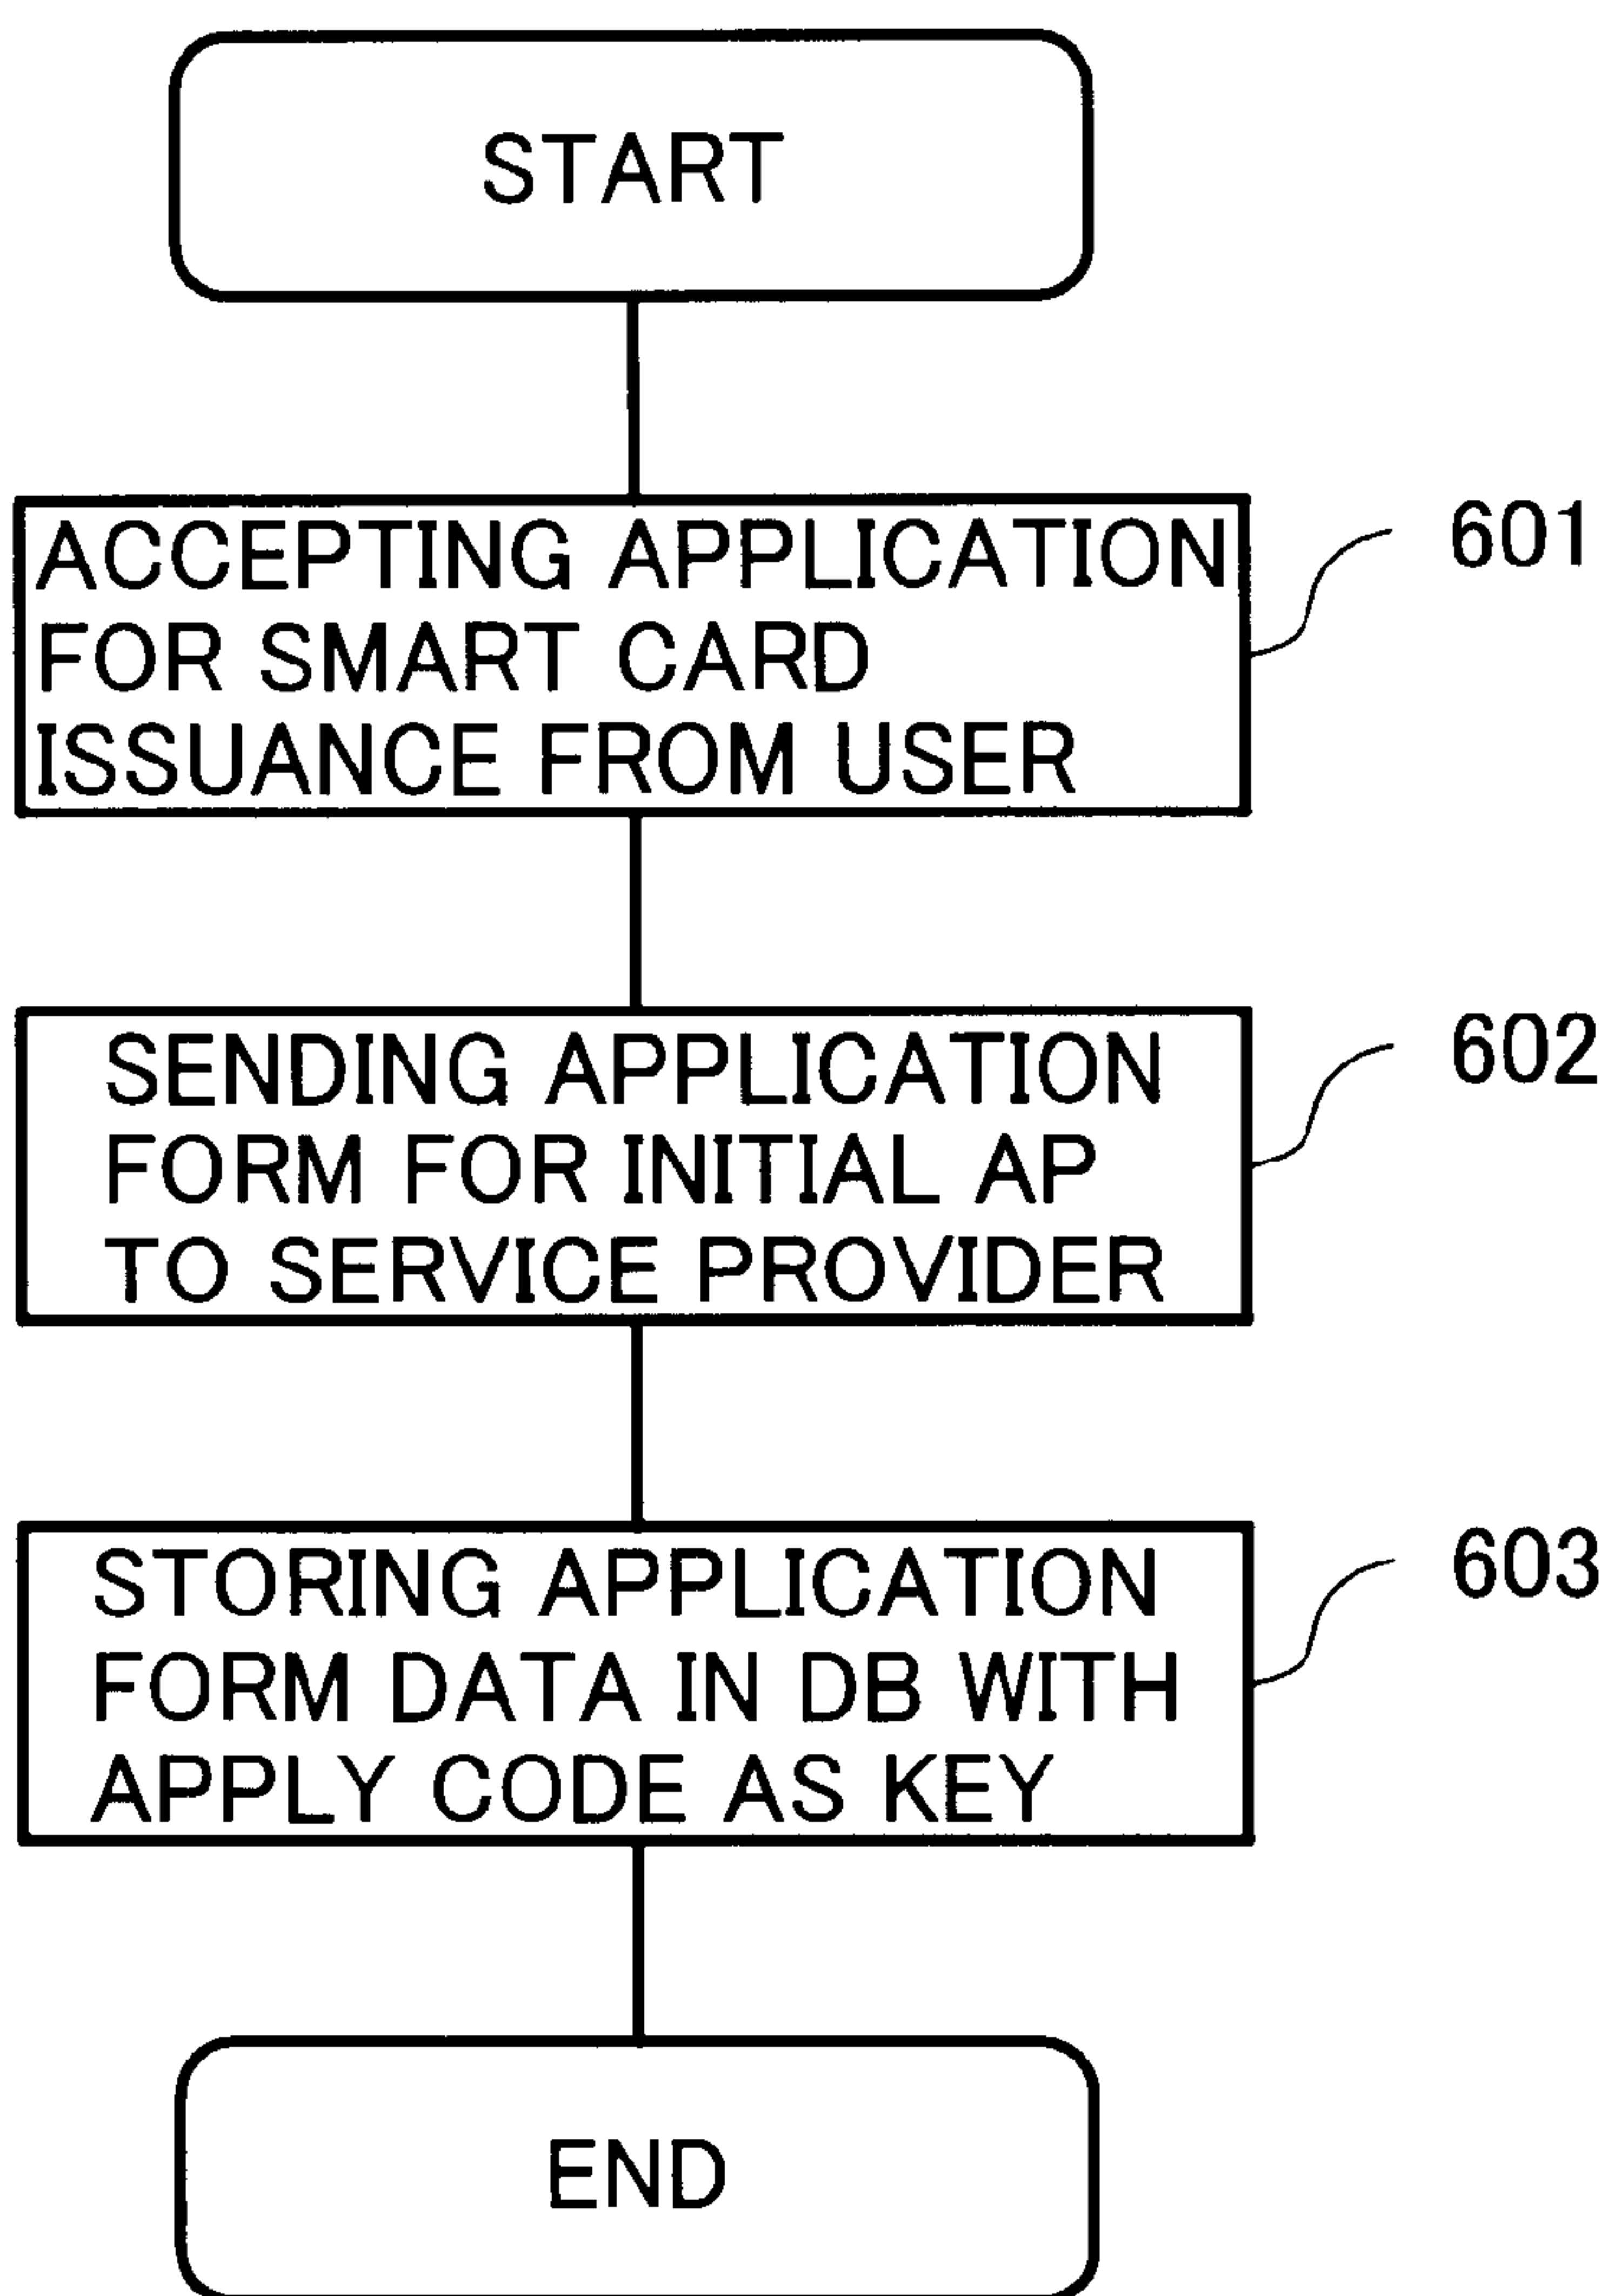 START
ACCEPTING APPLICATION
FOR SMART CARD
ISSUANCE FROM USER
601
SENDING APPLICATION
FORM FOR INITIAL AP
TO SERVICE PROVIDER
602
STORING APPLICATION
FORM DATA IN DB WITH
APPLY CODE AS KEY
603
END